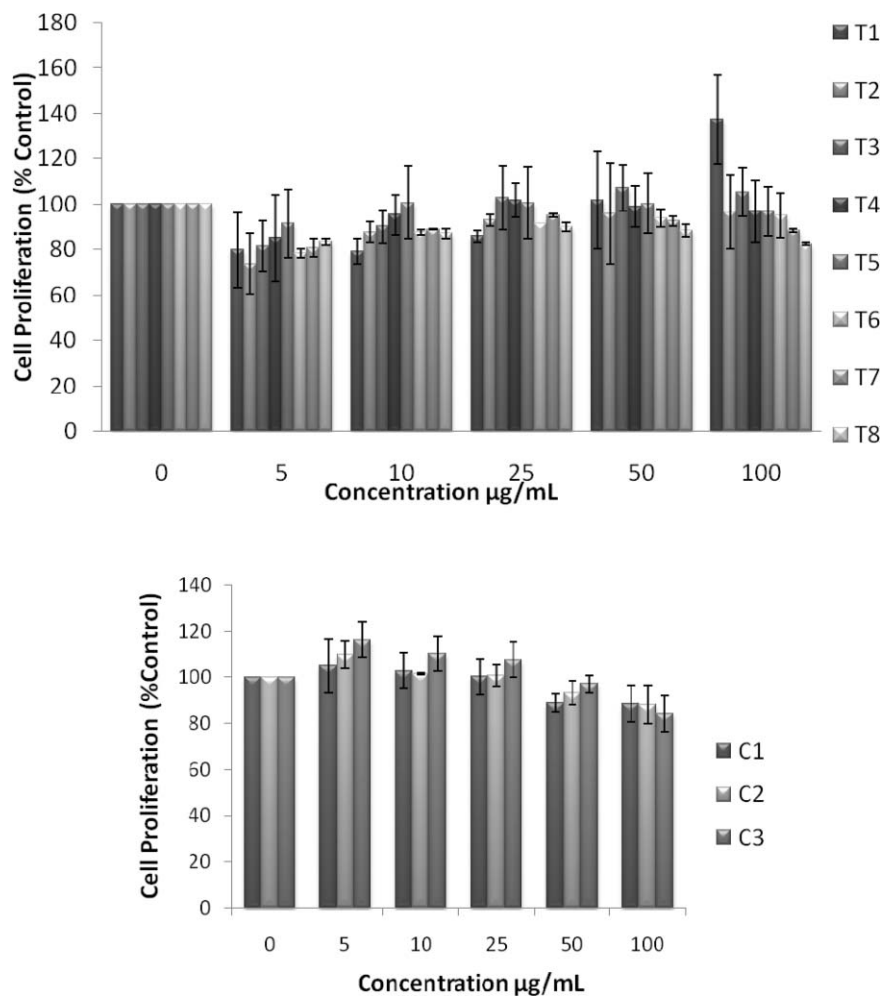 180
160
140
120
100
80
60
40
20
0
Cell Proliferation (% Control)
0 5 10 25 50 100
Concentration µg/mL
T1
T2
T3
T4
T5
T6
T7
T8
140
120
100
80
60
40
20
0
Cell Proliferation (%Control)
0 5 10 25 50 100
Concentration µg/mL
C1
C2
C3